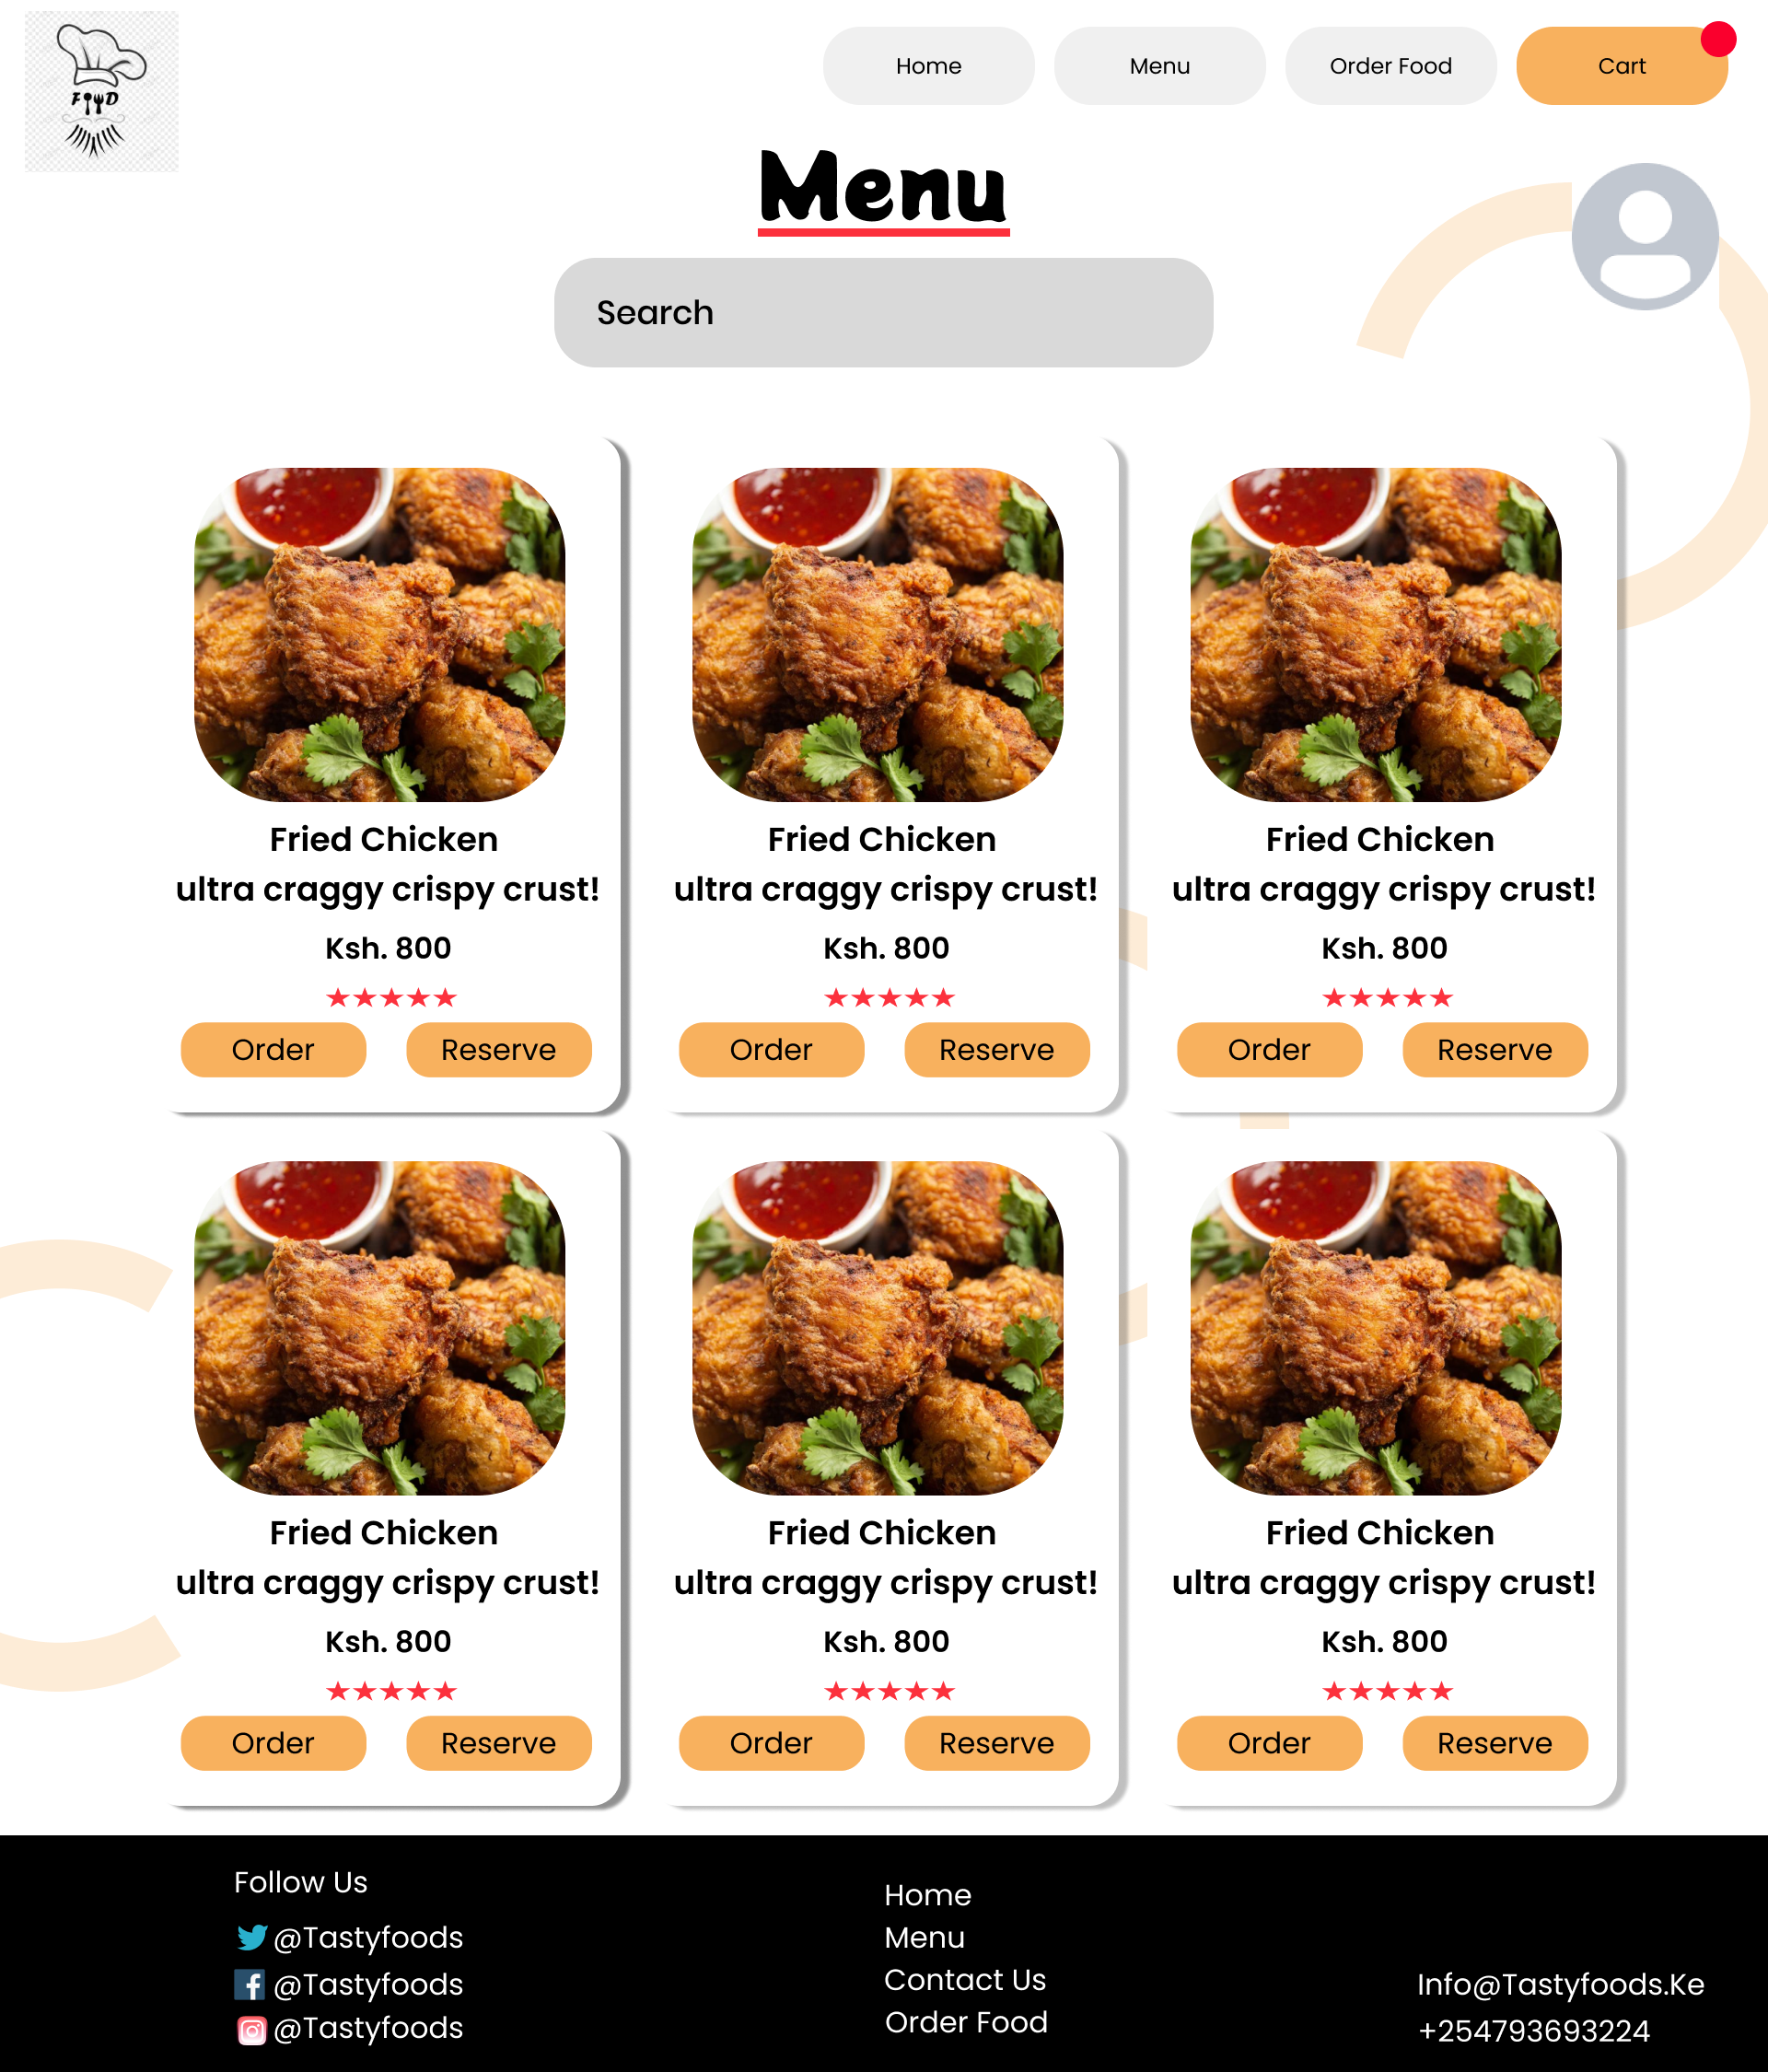 FOOD
Home
Menu
Order Food
Cart
Menu
Search
Fried Chicken
ultra craggy crispy crust!
Ksh. 800
★★★★★
Order
Reserve
Fried Chicken
ultra craggy crispy crust!
Ksh. 800
★★★★★
Order
Reserve
Fried Chicken
ultra craggy crispy crust!
Ksh. 800
★★★★★
Order
Reserve
Fried Chicken
ultra craggy crispy crust!
Ksh. 800
★★★★★
Order
Reserve
Fried Chicken
ultra craggy crispy crust!
Ksh. 800
★★★★★
Order
Reserve
Fried Chicken
ultra craggy crispy crust!
Ksh. 800
★★★★★
Order
Reserve
Follow Us
@Tastyfoods
@Tastyfoods
@Tastyfoods
Home
Menu
Contact Us
Order Food
Info@Tastyfoods.Ke
+254793693224